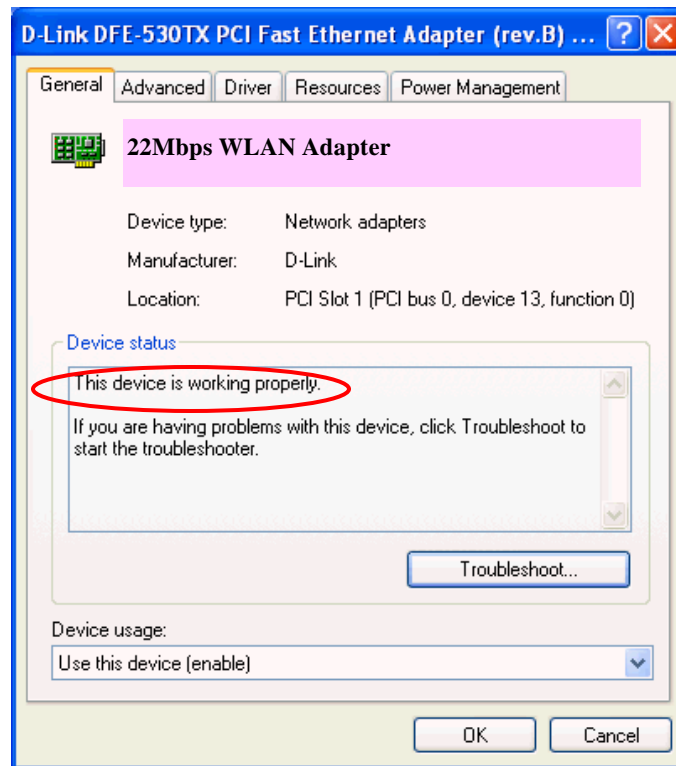 D-Link DFE-530TX PCI Fast Ethernet Adapter (rev.B) ...
General Advanced Driver Resources Power Management
22Mbps WLAN Adapter
Device type: Network adapters
Manufacturer: D-Link
Location: PCI Slot 1 (PCI bus 0, device 13, function 0)
Device status
This device is working properly.
If you are having problems with this device, click Troubleshoot to
start the troubleshooter.
Troubleshoot...
Device usage:
Use this device (enable)
OK Cancel